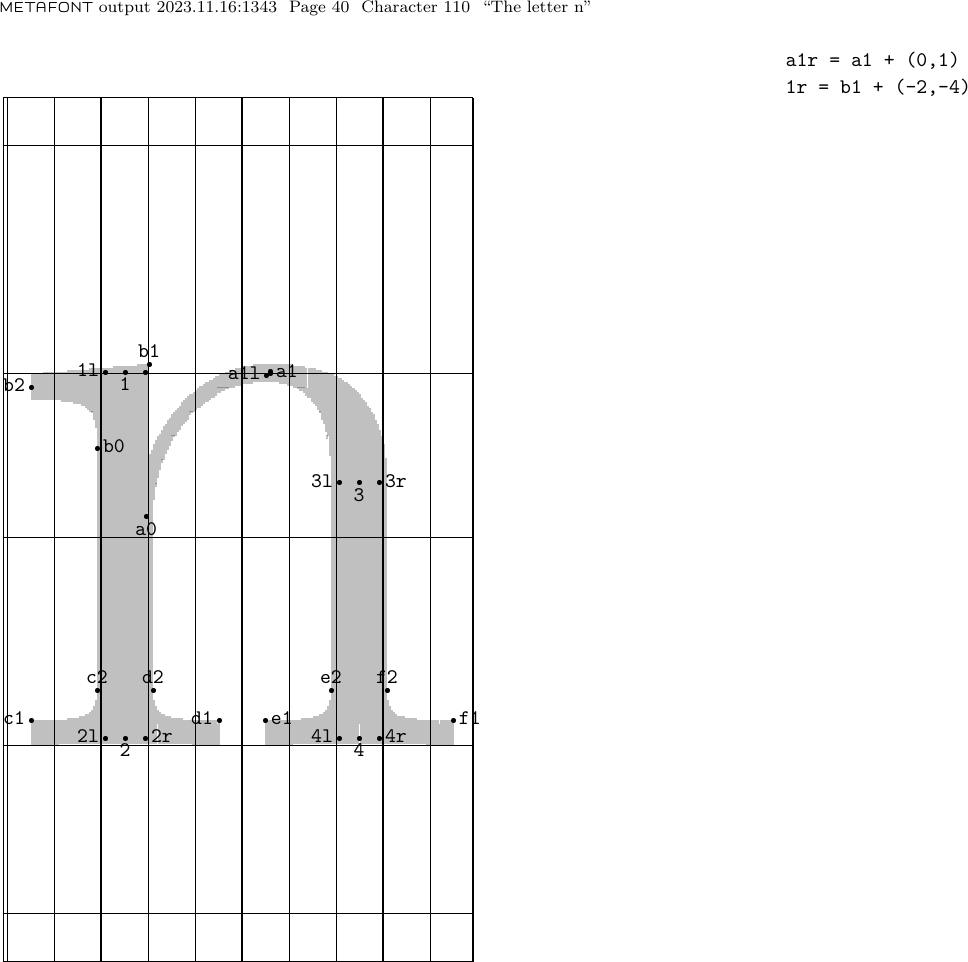 METAFONT output 2023.11.16:1343 Page 40 Character 110 “The letter n”
a1r = a1 + (0,1)
1r = b1 + (-2,-4)
b1
1l
a1l a1
b2 1
b0
3l 3r
3
a0
c2 d2 e2 f2
c1 d1 e1 f1
2l 2r 4l 4r
2 4